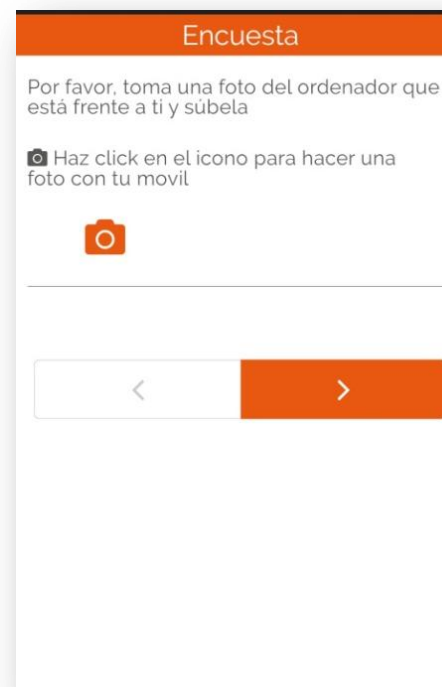 Encuesta
Por favor, toma una foto del ordenador que
está frente a ti y súbela
Haz click en el icono para hacer una
foto con tu movil